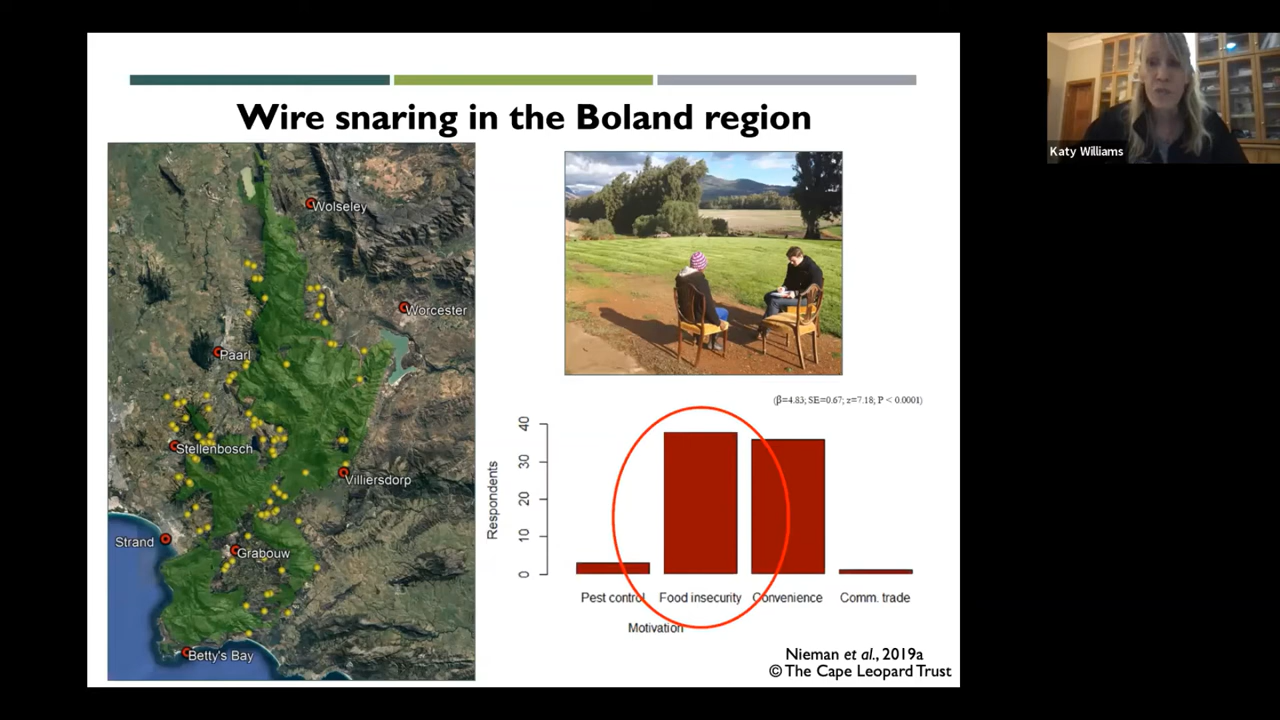 Wire snaring in the Boland region
Katy Williams
Wolseley
Worcester
Paarl
Stellenbosch
Villiersdorp
Strand
Grabouw
Betty's Bay
(β=4.83; SE=0.67; z=7.18; P < 0.0001)
Respondents
40
30
20
10
0
Pest control
Food insecurity
Convenience
Comm. trade
Motivation
Nieman et al., 2019a
© The Cape Leopard Trust